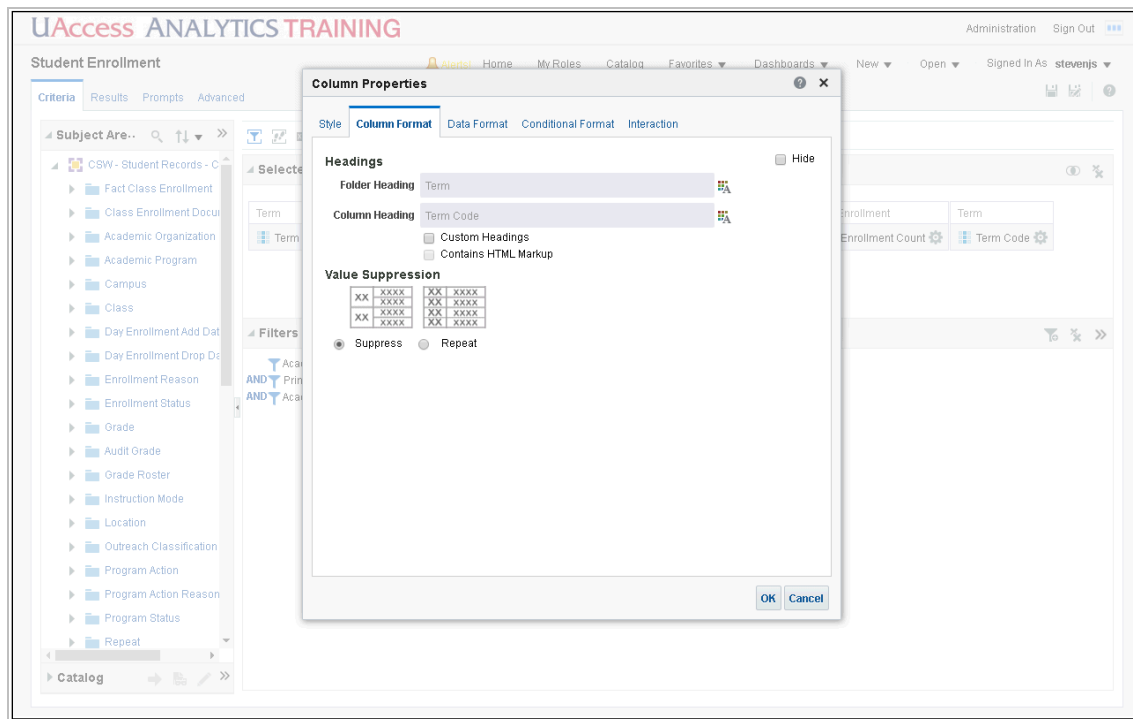 UAccess ANALYTICS TRAINING
Administration Sign Out
Student Enrollment
Alerts! Home My Roles Catalog Favorites Dashboards New Open Signed In As stevenjs
Column Properties
Criteria Results Prompts Advanced
Style Column Format Data Format Conditional Format Interaction
Subject Are..
CSW - Student Records - C
Fact Class Enrollment
Class Enrollment Docu
Academic Organization
Academic Program
Campus
Class
Day Enrollment Add Dat
Day Enrollment Drop Da
Enrollment Reason
Enrollment Status
Grade
Audit Grade
Grade Roster
Instruction Mode
Location
Outreach Classification
Program Action
Program Action Reason
Program Status
Repeat
Catalog
Selecte
Term
Term
Filters
Aca
AND Prin
AND Aca
Headings
Hide
Folder Heading Term
Column Heading Term Code
Custom Headings
Contains HTML Markup
Value Suppression
XX XXXX XX XXXX
XXXX XX XXXX
XX XXXX XX XXXX
XXXX XX XXXX
Suppress Repeat
OK Cancel
Enrollment Term
Enrollment Count Term Code